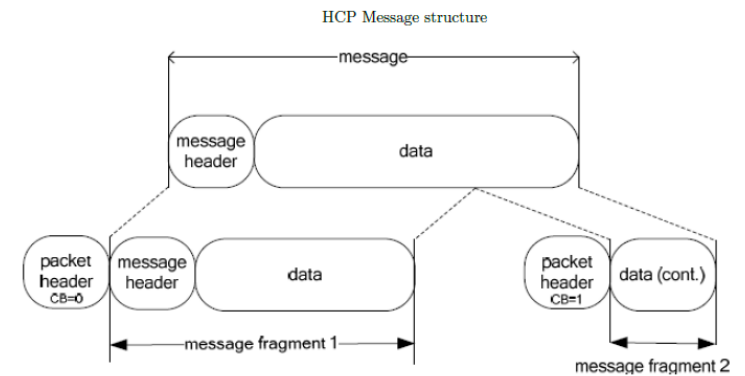 HCP Message structure
message
message
header
data
packet
header
CB=0
message
header
data
packet
header
CB=1
data (cont.)
message fragment 1
message fragment 2